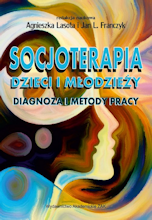 redakcja naukowa
Agnieszka Lasota i Jan L. Franczyk
SOCJOTERAPIA
DZIECI I MŁODZIEŻY
DIAGNOZA I METODY PRACY